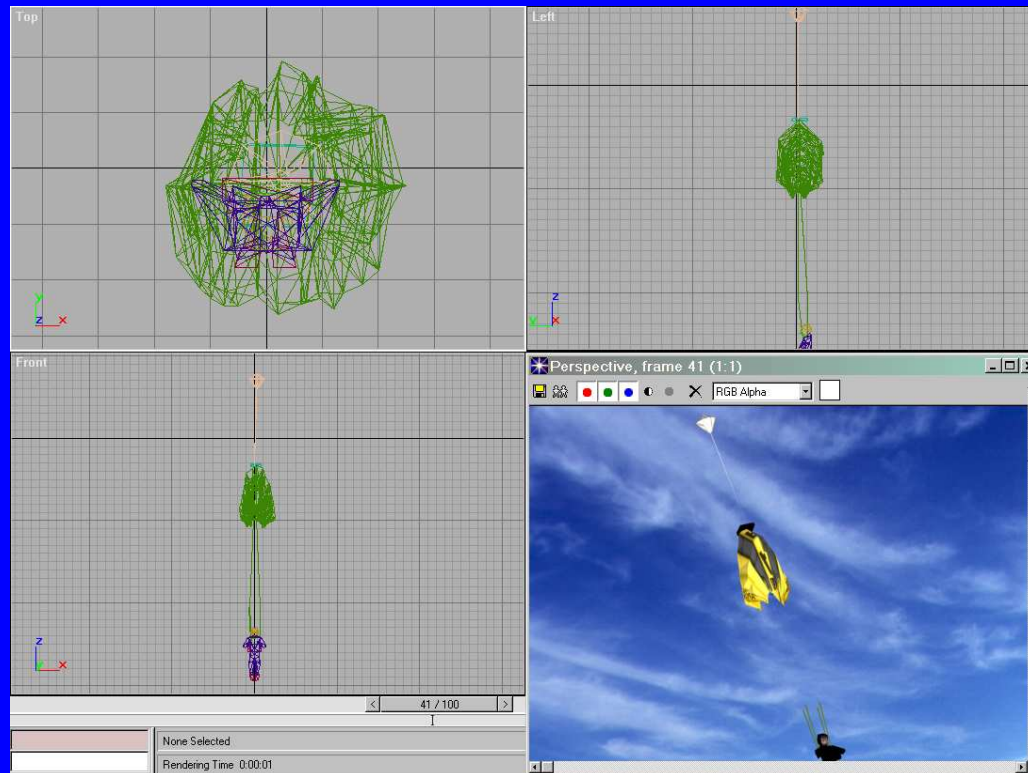 Top
Left
y
z x
z
y x
Front
Perspective, frame 41 (1:1)
RGB Alpha
z
y x
< 41 / 100 >
None Selected
Rendering Time 0:00:01